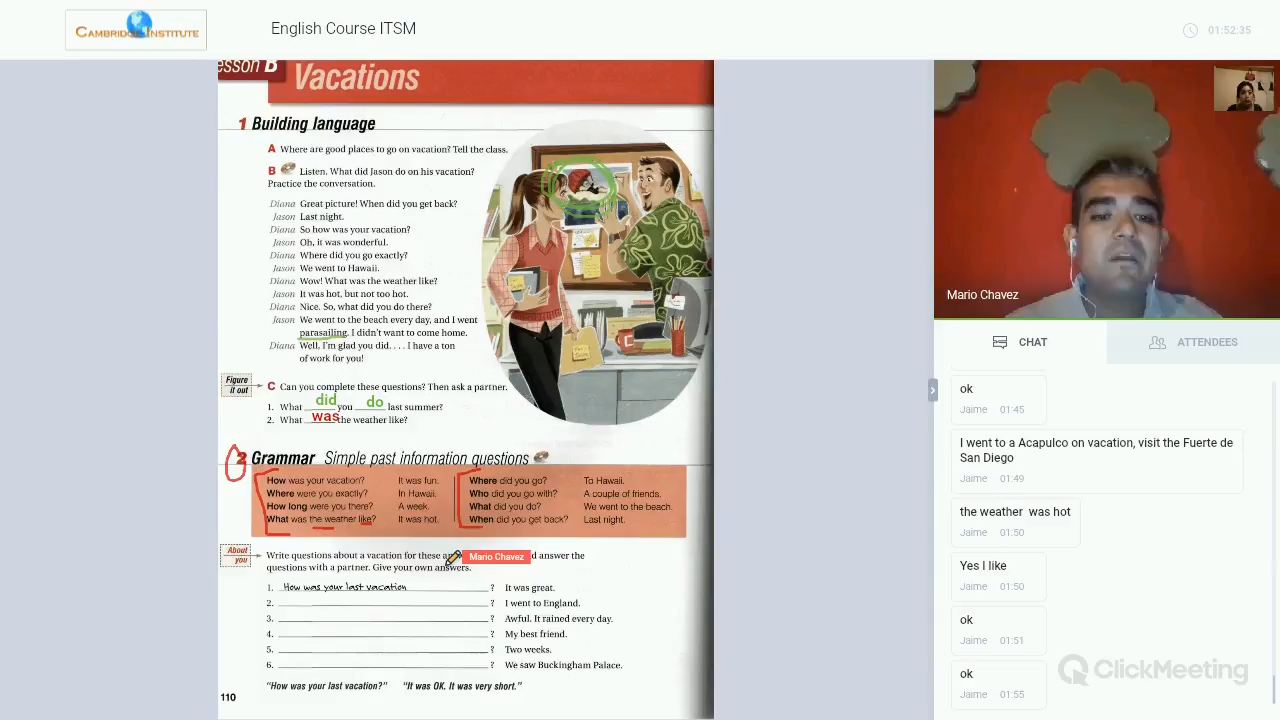 CAMBRIDGE INSTITUTE
English Course ITSM
01:52:35
esson B
Vacations
1 Building language
A Where are good places to go on vacation? Tell the class.
B Listen. What did Jason do on his vacation?
Practice the conversation.
Diana Great picture! When did you get back?
Jason Last night.
Diana So how was your vacation?
Jason Oh, it was wonderful.
Diana Where did you go exactly?
Jason We went to Hawaii.
Diana Wow! What was the weather like?
Jason It was hot, but not too hot.
Diana Nice. So, what did you do there?
Jason We went to the beach every day, and I went
parasailing. I didn't want to come home.
Diana Well, I'm glad you did. . . . I have a ton
of work for you!
Figure
it out
C Can you complete these questions? Then ask a partner.
1. What did you do last summer?
2. What was the weather like?
2 Grammar Simple past information questions
How was your vacation? It was fun.
Where were you exactly? In Hawaii.
How long were you there? A week.
What was the weather like? It was hot.
Where did you go? To Hawaii.
Who did you go with? A couple of friends.
What did you do? We went to the beach.
When did you get back? Last night.
About
you
Write questions about a vacation for these Mario Chavez d answer the
questions with a partner. Give your own answers.
1. How was your last vacation ? It was great.
2. ? I went to England.
3. ? Awful. It rained every day.
4. ? My best friend.
5. ? Two weeks.
6. ? We saw Buckingham Palace.
"How was your last vacation?" "It was OK. It was very short."
110
Mario Chavez
CHAT
ATTENDEES
ok
Jaime 01:45
I went to a Acapulco on vacation, visit the Fuerte de
San Diego
Jaime 01:49
the weather was hot
Jaime 01:50
Yes I like
Jaime 01:50
ok
Jaime 01:51
ok
Jaime 01:55
ClickMeeting